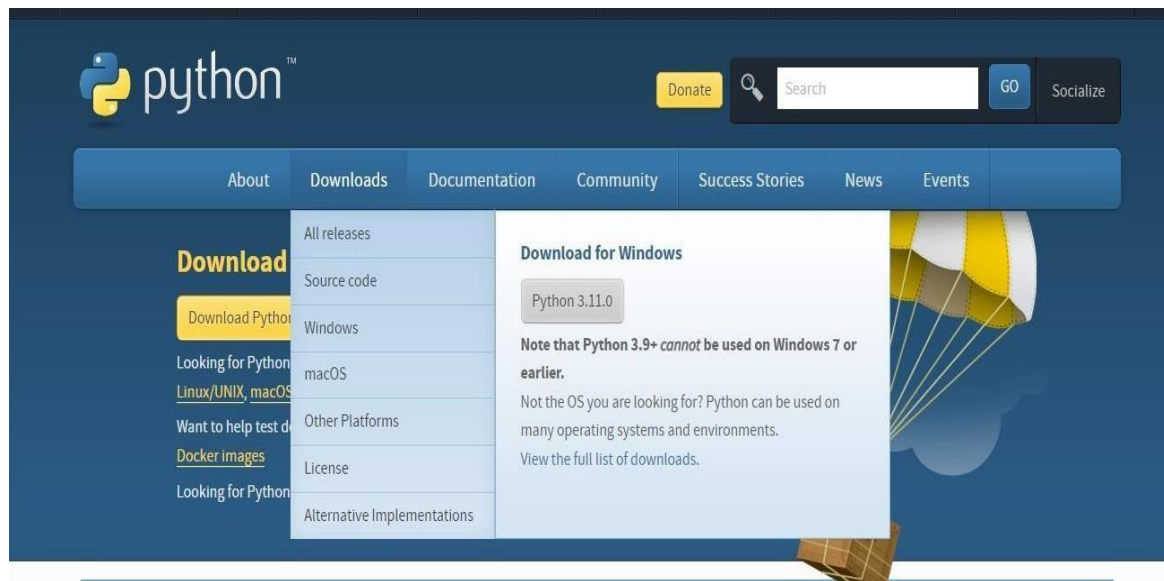 python™
Donate
Search
GO
Socialize
About Downloads Documentation Community Success Stories News Events
All releases
Source code
Windows
macOS
Other Platforms
License
Alternative Implementations
Download for Windows
Python 3.11.0
Note that Python 3.9+ cannot be used on Windows 7 or
earlier.
Not the OS you are looking for? Python can be used on
many operating systems and environments.
View the full list of downloads.
Download
Download Python
Looking for Python
Linux/UNIX, macOS
Want to help test
Docker images
Looking for Python